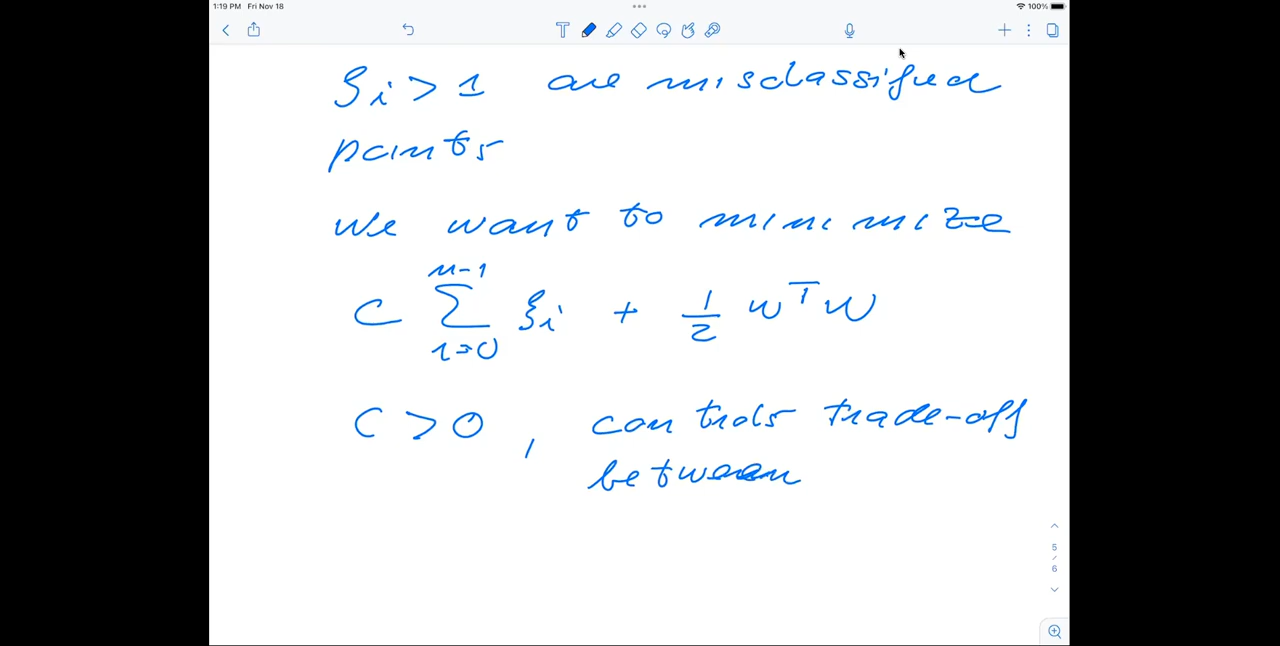 1:19 PM Fri Nov 18
100%
ξi > 1 are misclassified
points
We want to minimize
n-1
C ∑ ξi + 1/2 wᵀw
i=0
C > 0, controls trade-off
between
5
/
6